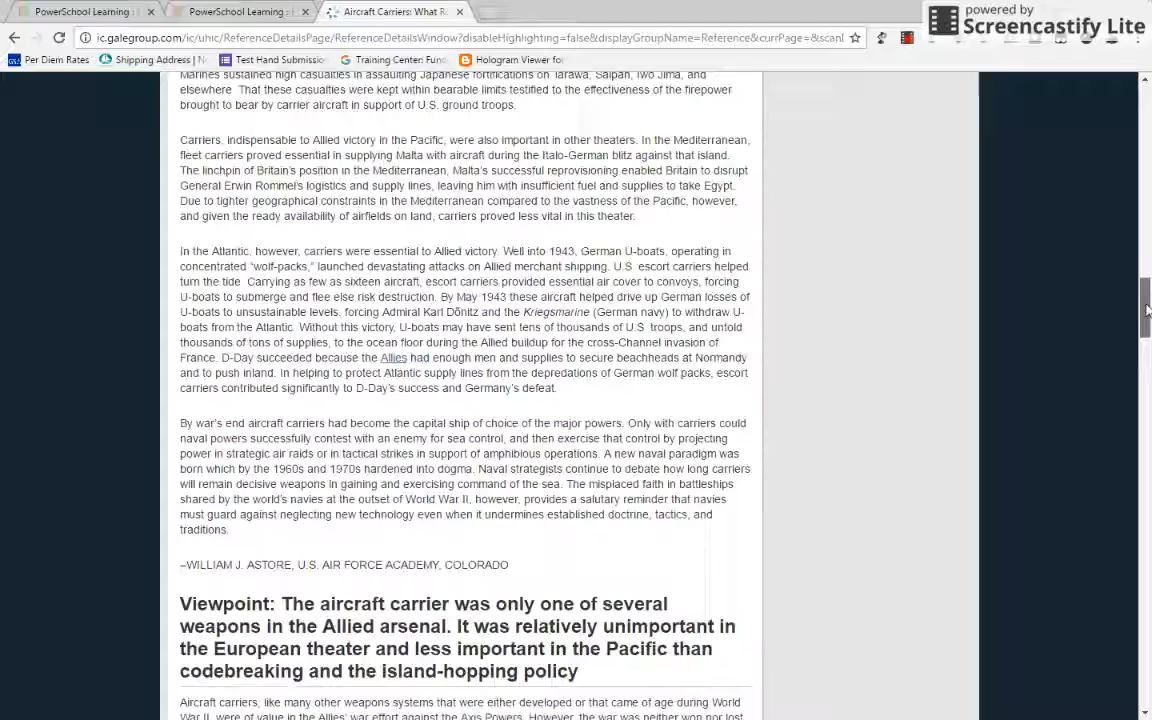 PowerSchool Learning :
PowerSchool Learning :
Aircraft Carriers: What R
powered by
Screencastify Lite
ic.galegroup.com/ic/uhic/ReferenceDetailsPage/ReferenceDetailsWindow?disableHighlighting=false&displayGroupName=Reference&currPage=&scanI
Per Diem Rates
Shipping Address | N
Test Hand Submissio
Training Center: Fund
Hologram Viewer for
Marines sustained high casualties in assaulting Japanese fortifications on Tarawa, Saipan, Iwo Jima, and
elsewhere That these casualties were kept within bearable limits testified to the effectiveness of the firepower
brought to bear by carrier aircraft in support of U.S. ground troops.
Carriers, indispensable to Allied victory in the Pacific, were also important in other theaters. In the Mediterranean,
fleet carriers proved essential in supplying Malta with aircraft during the Italo-German blitz against that island.
The linchpin of Britain's position in the Mediterranean, Malta's successful reprovisioning enabled Britain to disrupt
General Erwin Rommel's logistics and supply lines, leaving him with insufficient fuel and supplies to take Egypt.
Due to tighter geographical constraints in the Mediterranean compared to the vastness of the Pacific, however,
and given the ready availability of airfields on land, carriers proved less vital in this theater.
In the Atlantic, however, carriers were essential to Allied victory. Well into 1943, German U-boats, operating in
concentrated “wolf-packs,” launched devastating attacks on Allied merchant shipping. U.S escort carriers helped
turn the tide Carrying as few as sixteen aircraft, escort carriers provided essential air cover to convoys, forcing
U-boats to submerge and flee else risk destruction. By May 1943 these aircraft helped drive up German losses of
U-boats to unsustainable levels, forcing Admiral Karl Dőnitz and the Kriegsmarine (German navy) to withdraw U-
boats from the Atlantic. Without this victory, U-boats may have sent tens of thousands of U.S troops, and untold
thousands of tons of supplies, to the ocean floor during the Allied buildup for the cross-Channel invasion of
France. D-Day succeeded because the Allies had enough men and supplies to secure beachheads at Normandy
and to push inland. In helping to protect Atlantic supply lines from the depredations of German wolf packs, escort
carriers contributed significantly to D-Day's success and Germany's defeat.
By war's end aircraft carriers had become the capital ship of choice of the major powers. Only with carriers could
naval powers successfully contest with an enemy for sea control, and then exercise that control by projecting
power in strategic air raids or in tactical strikes in support of amphibious operations. A new naval paradigm was
born which by the 1960s and 1970s hardened into dogma. Naval strategists continue to debate how long carriers
will remain decisive weapons in gaining and exercising command of the sea. The misplaced faith in battleships
shared by the world's navies at the outset of World War II, however, provides a salutary reminder that navies
must guard against neglecting new technology even when it undermines established doctrine, tactics, and
traditions.
–WILLIAM J. ASTORE, U.S. AIR FORCE ACADEMY, COLORADO
Viewpoint: The aircraft carrier was only one of several
weapons in the Allied arsenal. It was relatively unimportant in
the European theater and less important in the Pacific than
codebreaking and the island-hopping policy
Aircraft carriers, like many other weapons systems that were either developed or that came of age during World
War II, were of value in the Allies' war effort against the Axis Powers. However, the war was neither won nor lost